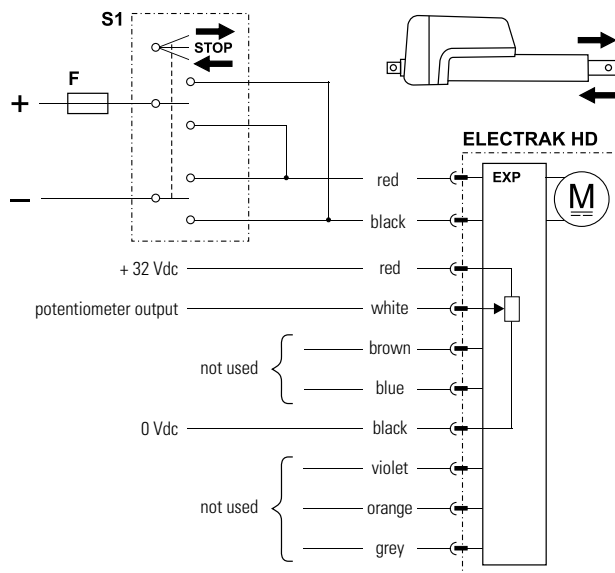 S1
STOP
F
+
−
ELECTRAK HD
EXP
M
red
black
+ 32 Vdc
red
potentiometer output
white
not used
brown
blue
0 Vdc
black
not used
violet
orange
grey